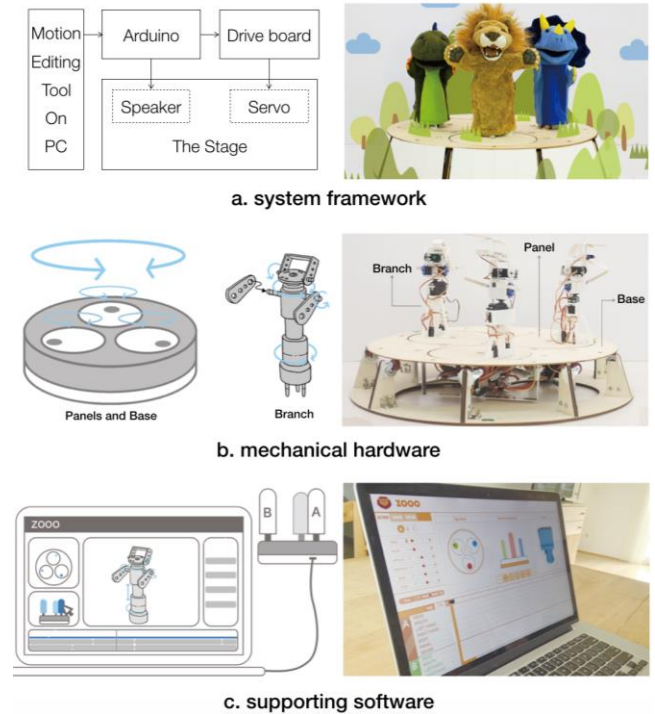 Motion
Editing
Tool
On
PC
Arduino
Drive board
Speaker
Servo
The Stage
a. system framework
Panels and Base
Branch
Branch
Panel
Base
b. mechanical hardware
ZOOO
B
A
ZOOO
c. supporting software